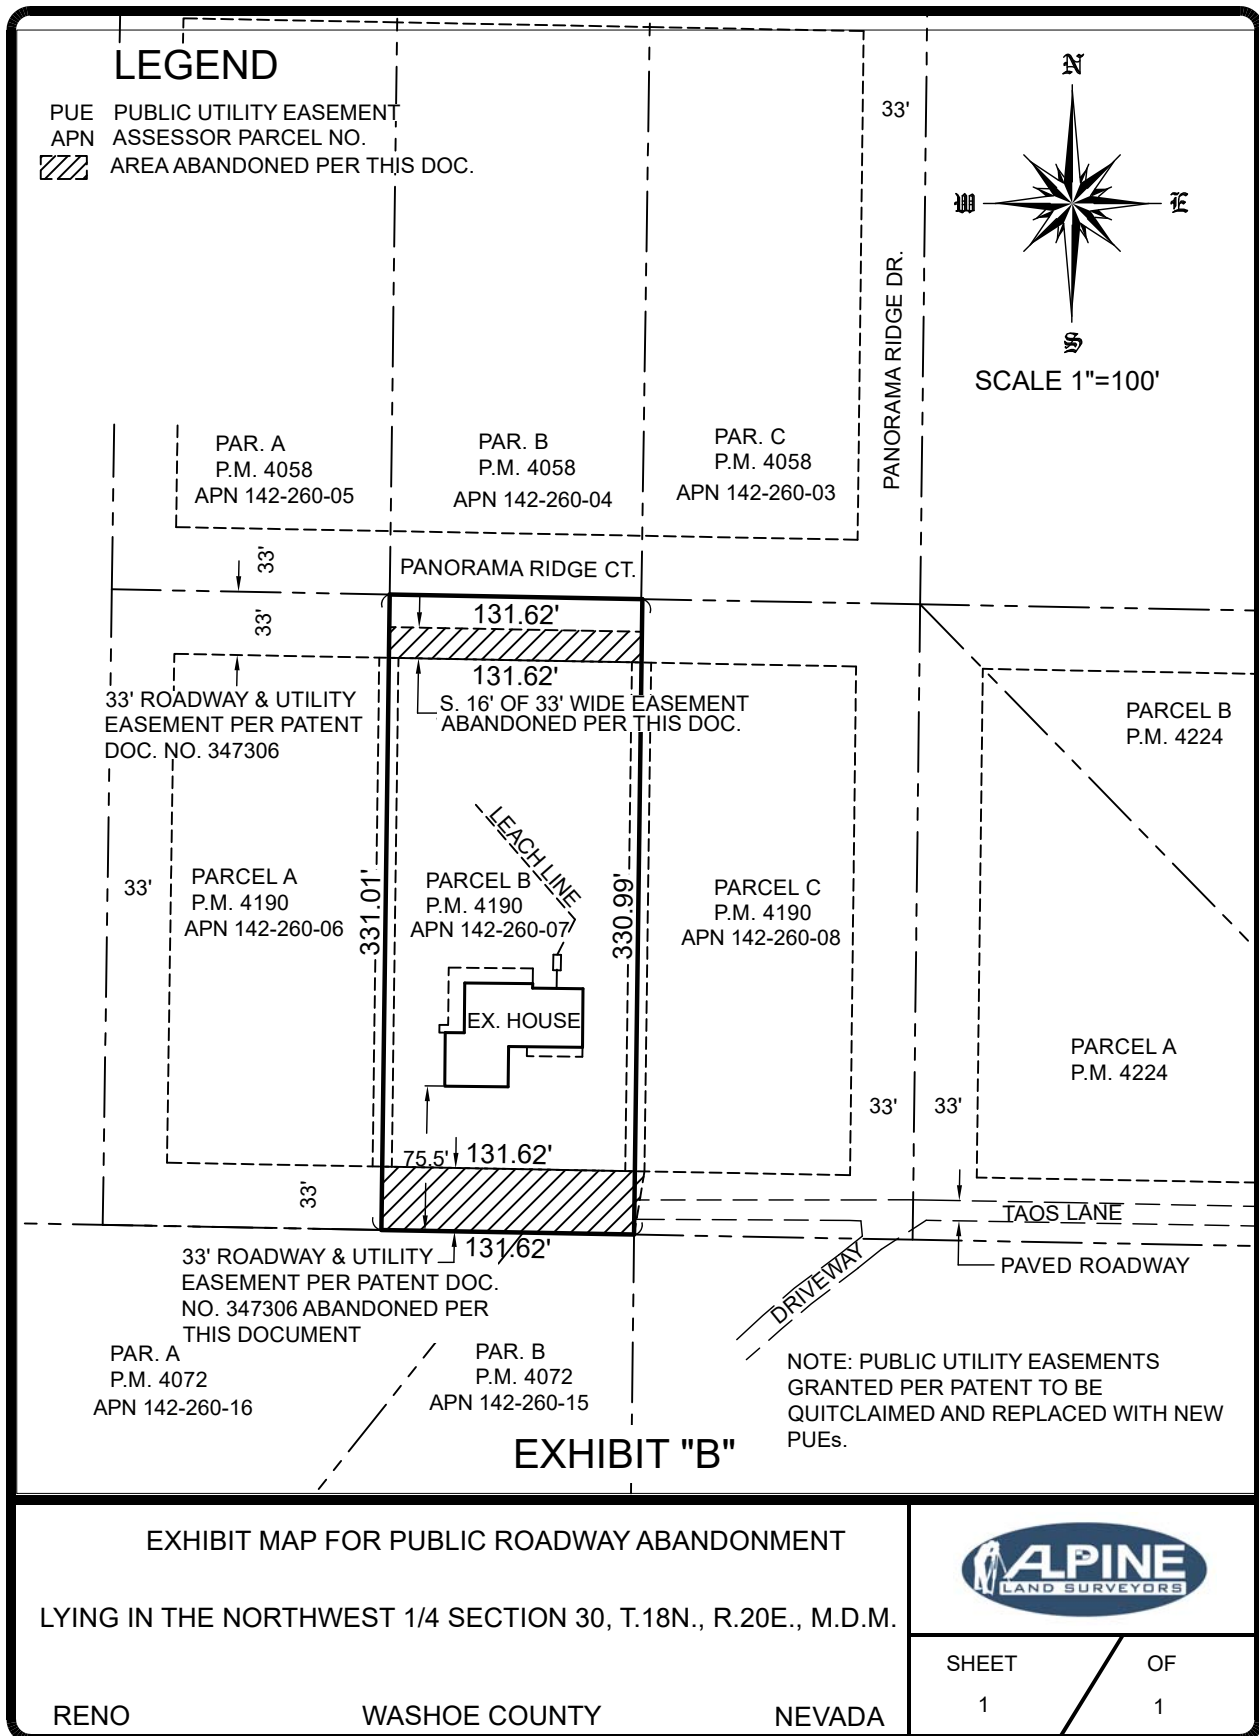 LEGEND
PUE PUBLIC UTILITY EASEMENT
APN ASSESSOR PARCEL NO.
AREA ABANDONED PER THIS DOC.
33'
N
W
E
S
SCALE 1"=100'
PANORAMA RIDGE DR.
PAR. A
P.M. 4058
APN 142-260-05
PAR. B
P.M. 4058
APN 142-260-04
PAR. C
P.M. 4058
APN 142-260-03
33'
PANORAMA RIDGE CT.
33'
131.62'
131.62'
33' ROADWAY & UTILITY
EASEMENT PER PATENT
DOC. NO. 347306
S. 16' OF 33' WIDE EASEMENT
ABANDONED PER THIS DOC.
PARCEL B
P.M. 4224
LEACH LINE
33'
PARCEL A
P.M. 4190
APN 142-260-06
331.01'
PARCEL B
P.M. 4190
APN 142-260-07
330.99'
PARCEL C
P.M. 4190
APN 142-260-08
EX. HOUSE
PARCEL A
P.M. 4224
33'
33'
75.5'
131.62'
33'
TAOS LANE
131.62'
33' ROADWAY & UTILITY
EASEMENT PER PATENT DOC.
NO. 347306 ABANDONED PER
THIS DOCUMENT
DRIVEWAY
PAVED ROADWAY
PAR. A
P.M. 4072
APN 142-260-16
PAR. B
P.M. 4072
APN 142-260-15
NOTE: PUBLIC UTILITY EASEMENTS
GRANTED PER PATENT TO BE
QUITCLAIMED AND REPLACED WITH NEW
PUEs.
EXHIBIT "B"
EXHIBIT MAP FOR PUBLIC ROADWAY ABANDONMENT
LYING IN THE NORTHWEST 1/4 SECTION 30, T.18N., R.20E., M.D.M.
RENO WASHOE COUNTY NEVADA
ALPINE
LAND SURVEYORS
SHEET OF
1 1